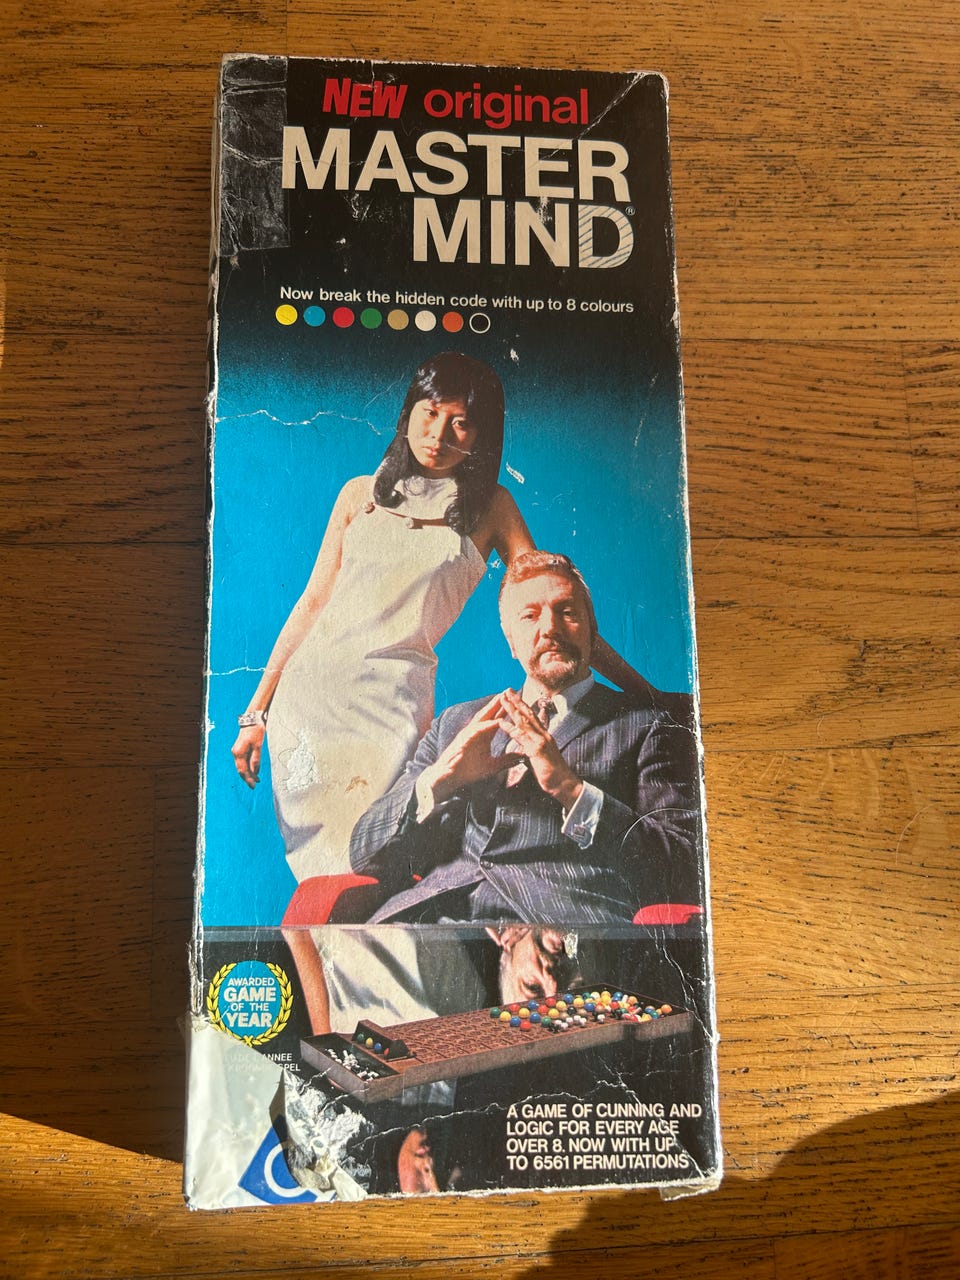 NEW original
MASTER
MIND®
Now break the hidden code with up to 8 colours
AWARDED
GAME
OF THE
YEAR
L'ANNEE
A GAME OF CUNNING AND
LOGIC FOR EVERY AGE
OVER 8. NOW WITH UP
TO 6561 PERMUTATIONS